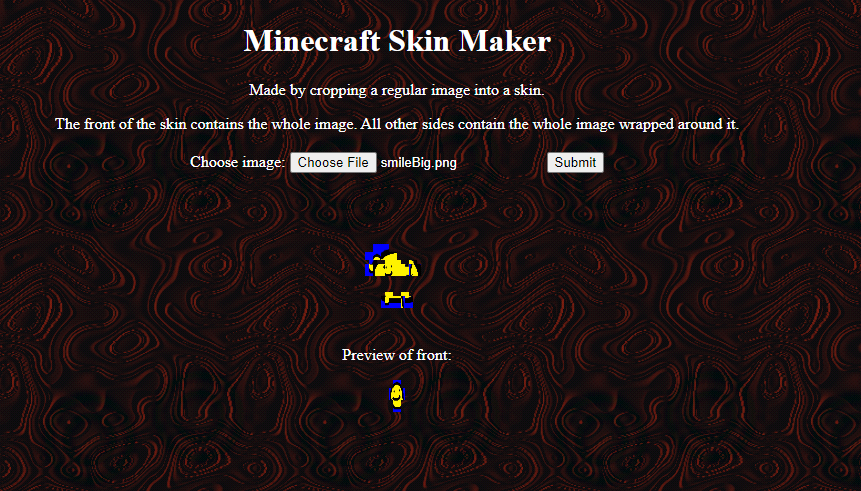 Minecraft Skin Maker
Made by cropping a regular image into a skin.
The front of the skin contains the whole image. All other sides contain the whole image wrapped around it.
Choose image: Choose File smileBig.png Submit
Preview of front: